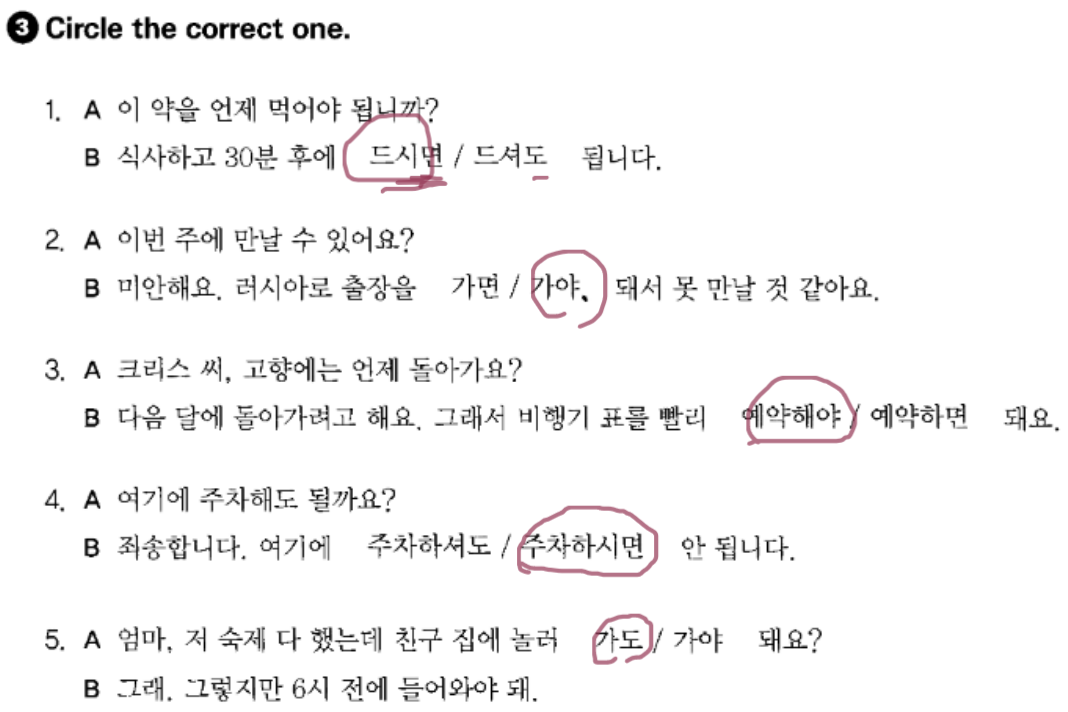 3 Circle the correct one.
1. A 이 약을 언제 먹어야 됩니까?
B 식사하고 30분 후에 드시면 / 드셔도 됩니다.
2. A 이번 주에 만날 수 있어요?
B 미안해요. 러시아로 출장을 가면 / 가야 돼서 못 만날 것 같아요.
3. A 크리스 씨, 고향에는 언제 돌아가요?
B 다음 달에 돌아가려고 해요. 그래서 비행기 표를 빨리 예약해야 / 예약하면 돼요.
4. A 여기에 주차해도 될까요?
B 죄송합니다. 여기에 주차하셔도 / 주차하시면 안 됩니다.
5. A 엄마, 저 숙제 다 했는데 친구 집에 놀러 가도 / 가야 돼요?
B 그래. 그렇지만 6시 전에 들어와야 돼.